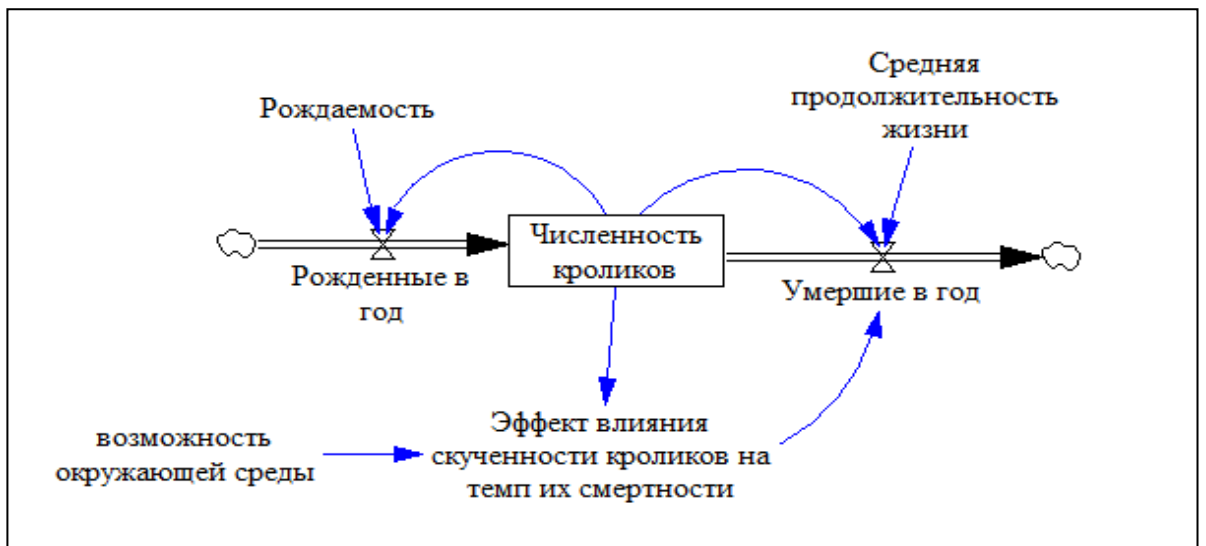 Рождаемость
Средняя
продолжительность
жизни
Рожденные в
год
Численность
кроликов
Умершие в год
возможность
окружающей среды
Эффект влияния
скученности кроликов на
темп их смертности